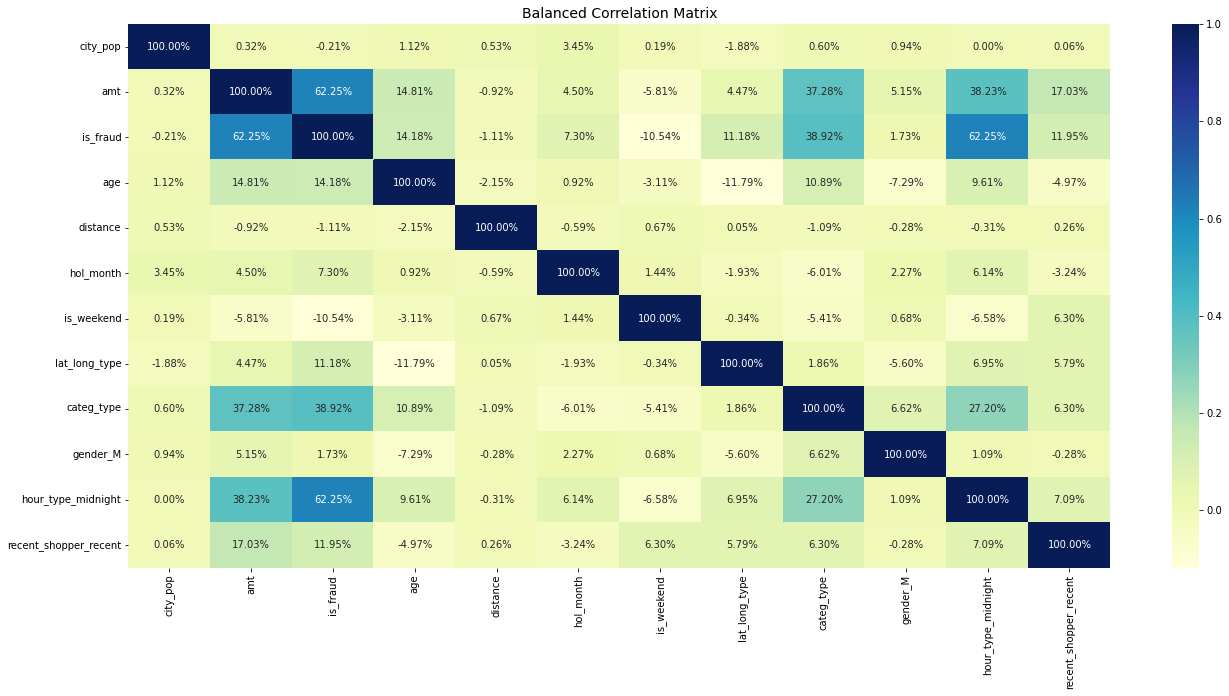 Balanced Correlation Matrix
city_pop 100.00% 0.32% -0.21% 1.12% 0.53% 3.45% 0.19% -1.88% 0.60% 0.94% 0.00% 0.06%
amt 0.32% 100.00% 62.25% 14.81% -0.92% 4.50% -5.81% 4.47% 37.28% 5.15% 38.23% 17.03%
is_fraud -0.21% 62.25% 100.00% 14.18% -1.11% 7.30% -10.54% 11.18% 38.92% 1.73% 62.25% 11.95%
age 1.12% 14.81% 14.18% 100.00% -2.15% 0.92% -3.11% -11.79% 10.89% -7.29% 9.61% -4.97%
distance 0.53% -0.92% -1.11% -2.15% 100.00% -0.59% 0.67% 0.05% -1.09% -0.28% -0.31% 0.26%
hol_month 3.45% 4.50% 7.30% 0.92% -0.59% 100.00% 1.44% -1.93% -6.01% 2.27% 6.14% -3.24%
is_weekend 0.19% -5.81% -10.54% -3.11% 0.67% 1.44% 100.00% -0.34% -5.41% 0.68% -6.58% 6.30%
lat_long_type -1.88% 4.47% 11.18% -11.79% 0.05% -1.93% -0.34% 100.00% 1.86% -5.60% 6.95% 5.79%
categ_type 0.60% 37.28% 38.92% 10.89% -1.09% -6.01% -5.41% 1.86% 100.00% 6.62% 27.20% 6.30%
gender_M 0.94% 5.15% 1.73% -7.29% -0.28% 2.27% 0.68% -5.60% 6.62% 100.00% 1.09% -0.28%
hour_type_midnight 0.00% 38.23% 62.25% 9.61% -0.31% 6.14% -6.58% 6.95% 27.20% 1.09% 100.00% 7.09%
recent_shopper_recent 0.06% 17.03% 11.95% -4.97% 0.26% -3.24% 6.30% 5.79% 6.30% -0.28% 7.09% 100.00%
city_pop amt is_fraud age distance hol_month is_weekend lat_long_type categ_type gender_M hour_type_midnight recent_shopper_recent
1.0
0.8
0.6
0.4
0.2
0.0